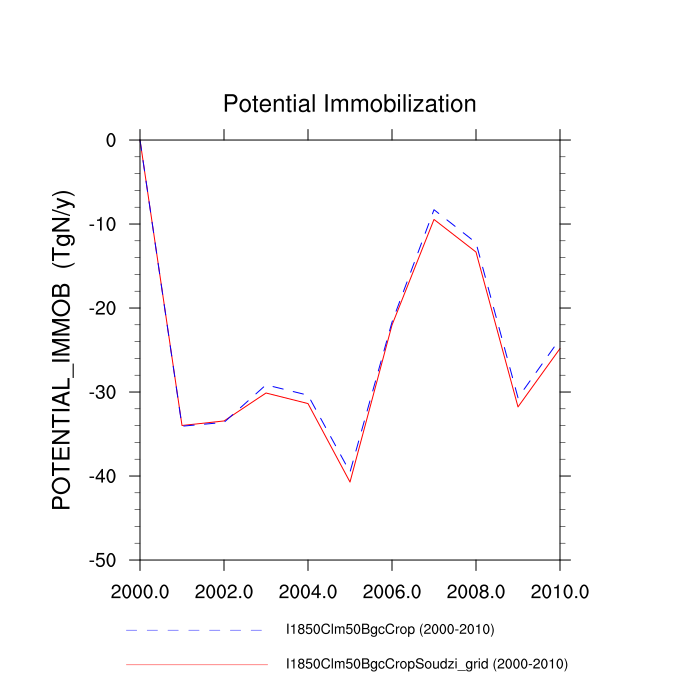 Potential Immobilization
POTENTIAL_IMMOB (TgN/y)
0
-10
-20
-30
-40
-50
2000.0 2002.0 2004.0 2006.0 2008.0 2010.0
I1850Clm50BgcCrop (2000-2010)
I1850Clm50BgcCropSoudzi_grid (2000-2010)